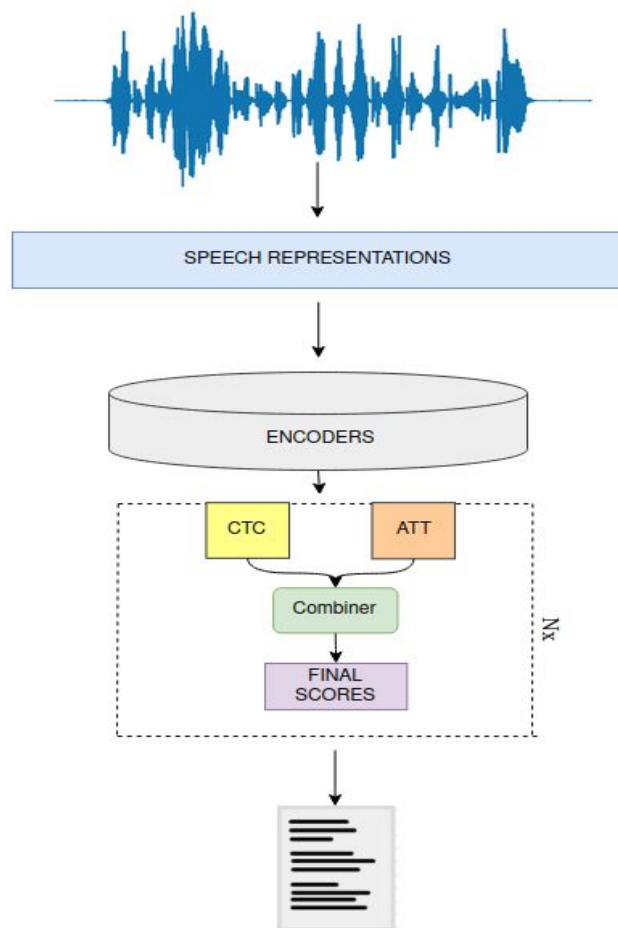 SPEECH REPRESENTATIONS
ENCODERS
CTC
ATT
Combiner
Nx
FINAL
SCORES